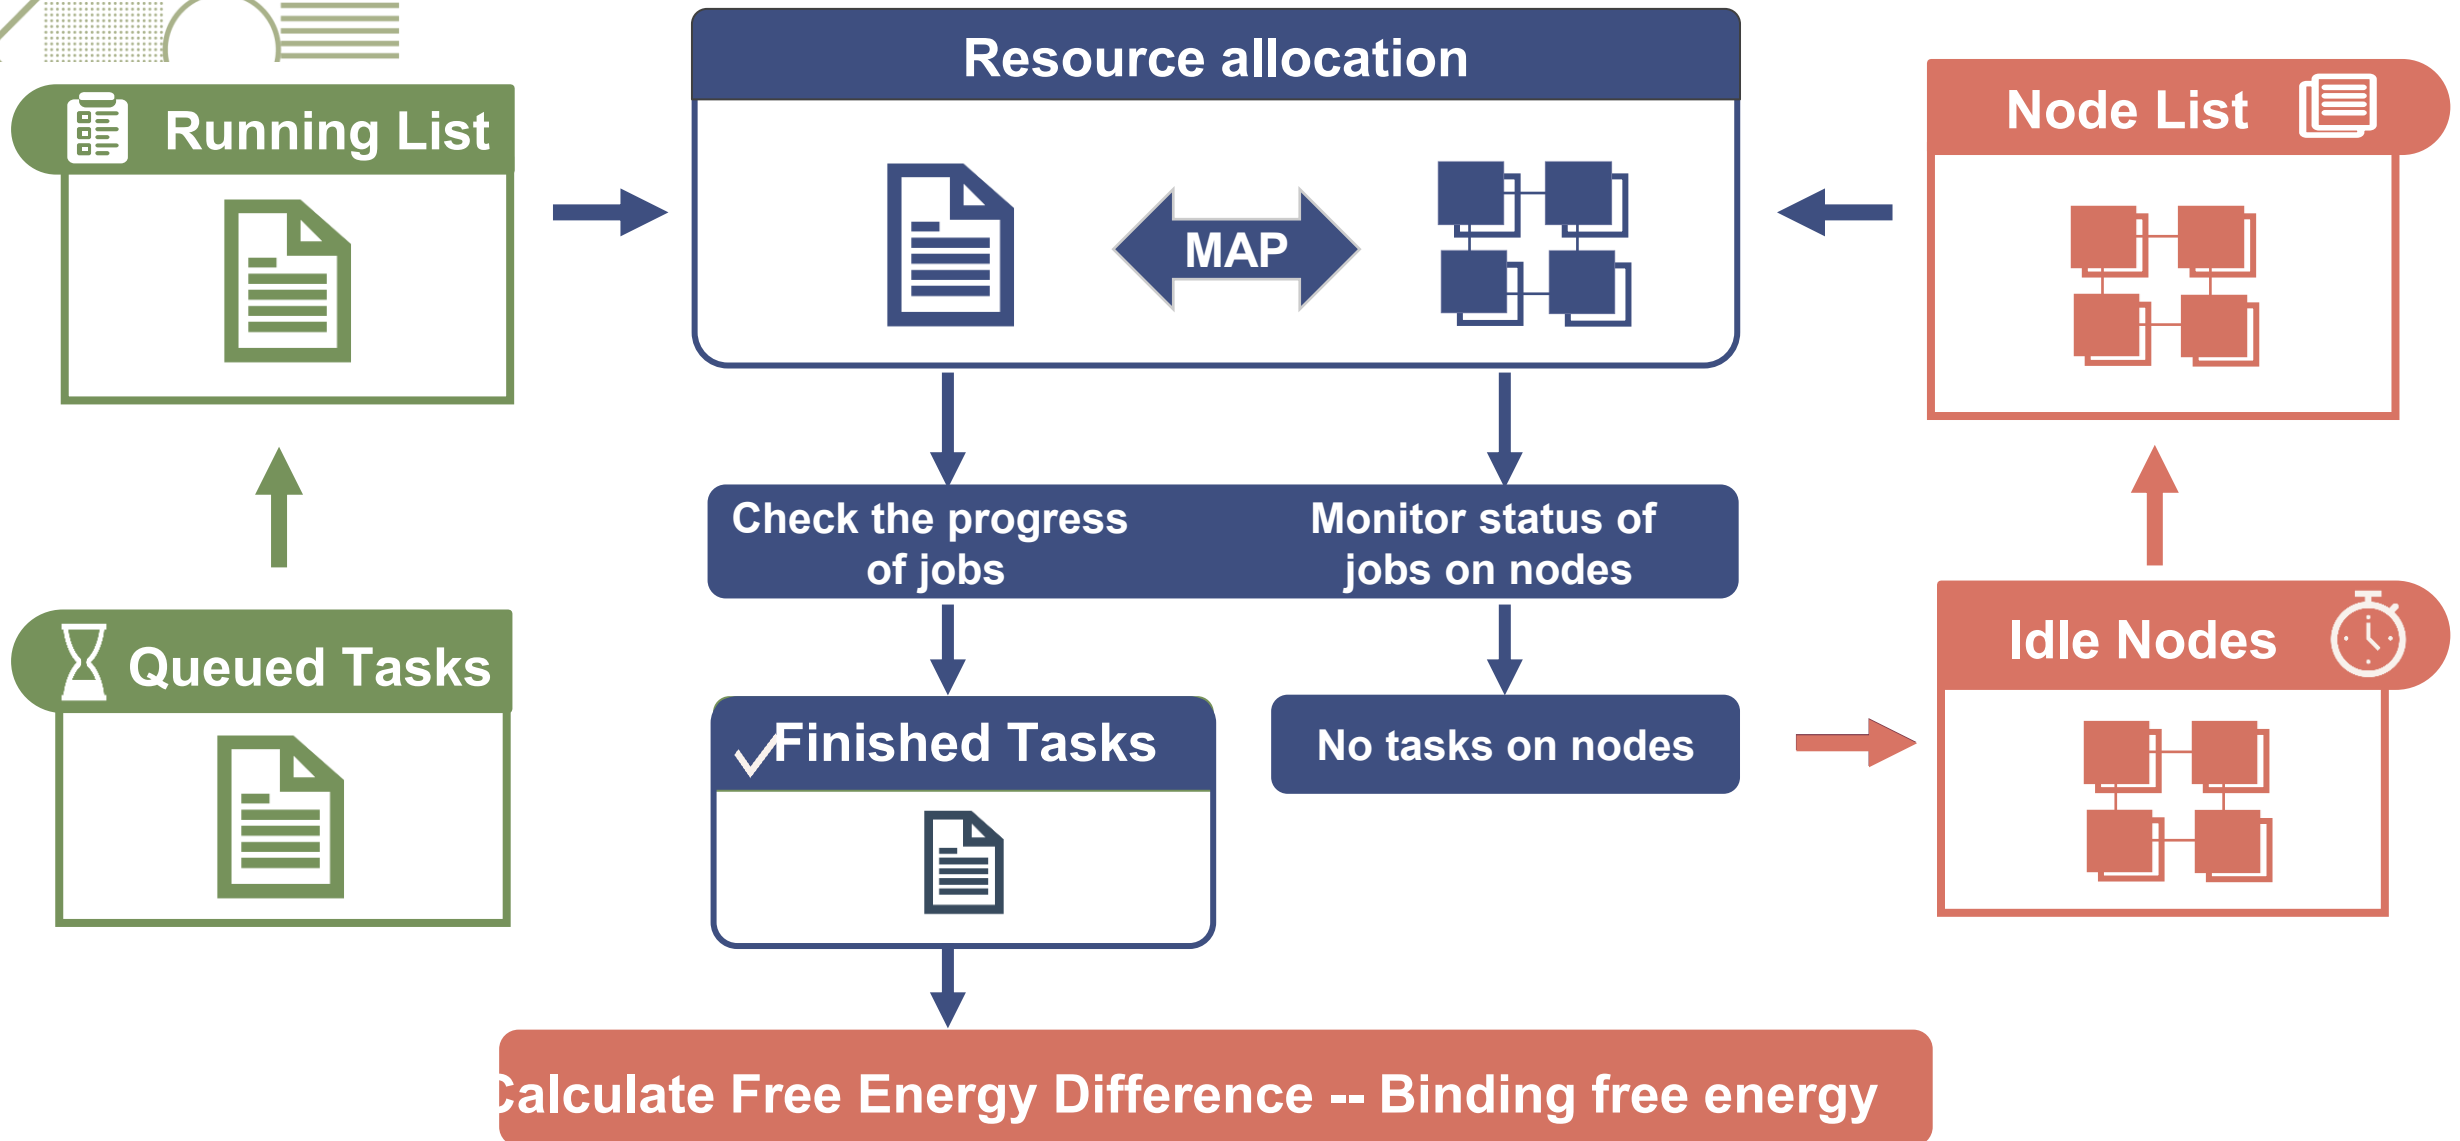 Resource allocation
Running List
Node List
MAP
Check the progress
of jobs
Monitor status of
jobs on nodes
Queued Tasks
Idle Nodes
Finished Tasks
No tasks on nodes
Calculate Free Energy Difference -- Binding free energy